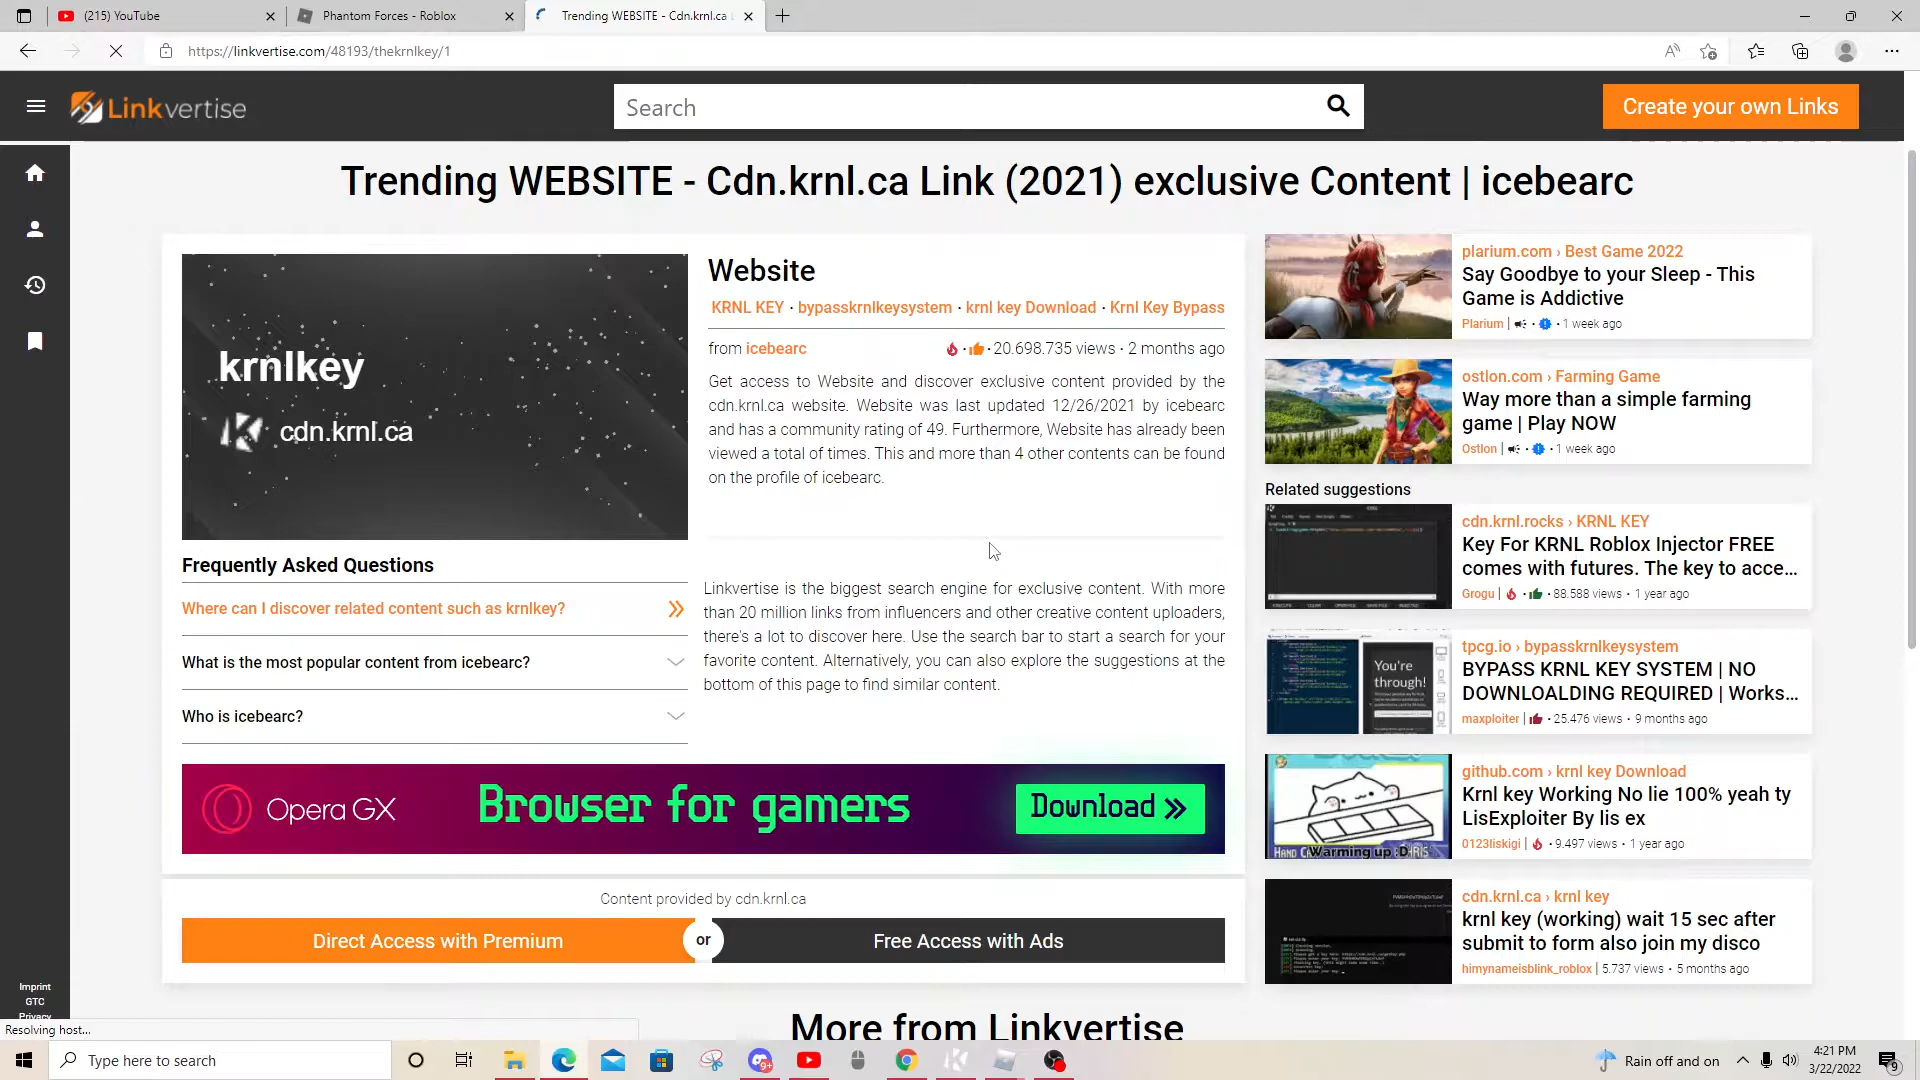 (215) YouTube
Phantom Forces - Roblox
Trending WEBSITE - Cdn.krnl.ca
https://linkvertise.com/48193/thekrnlkey/1
Linkvertise
Search
Create your own Links
Trending WEBSITE - Cdn.krnl.ca Link (2021) exclusive Content | icebearc
krnlkey
cdn.krnl.ca
Website
KRNL KEY · bypasskrnlkeysystem · krnl key Download · Krnl Key Bypass
from icebearc
20.698.735 views · 2 months ago
Get access to Website and discover exclusive content provided by the
cdn.krnl.ca website. Website was last updated 12/26/2021 by icebearc
and has a community rating of 49. Furthermore, Website has already been
viewed a total of times. This and more than 4 other contents can be found
on the profile of icebearc.
Frequently Asked Questions
Where can I discover related content such as krnlkey?
What is the most popular content from icebearc?
Who is icebearc?
Linkvertise is the biggest search engine for exclusive content. With more
than 20 million links from influencers and other creative content uploaders,
there's a lot to discover here. Use the search bar to start a search for your
favorite content. Alternatively, you can also explore the suggestions at the
bottom of this page to find similar content.
Opera GX
Browser for gamers
Download
Content provided by cdn.krnl.ca
Direct Access with Premium
or
Free Access with Ads
More from Linkvertise
plarium.com › Best Game 2022
Say Goodbye to your Sleep - This
Game is Addictive
Plarium | · · 1 week ago
ostlon.com › Farming Game
Way more than a simple farming
game | Play NOW
Ostlon | · · 1 week ago
Related suggestions
cdn.krnl.rocks › KRNL KEY
Key For KRNL Roblox Injector FREE
comes with futures. The key to acce...
Grogu | · · 88.588 views · 1 year ago
You're
through!
tpcg.io › bypasskrnlkeysystem
BYPASS KRNL KEY SYSTEM | NO
DOWNLOALDING REQUIRED | Works...
maxploiter | · 25.476 views · 9 months ago
Warming up :D
github.com › krnl key Download
Krnl key Working No lie 100% yeah ty
LisExploiter By lis ex
0123liskigi | · 9.497 views · 1 year ago
cdn.krnl.ca › krnl key
krnl key (working) wait 15 sec after
submit to form also join my disco
himynameisblink_roblox | 5.737 views · 5 months ago
Imprint
GTC
Privacy
Resolving host...
Type here to search
9+
Rain off and on
4:21 PM
3/22/2022
9